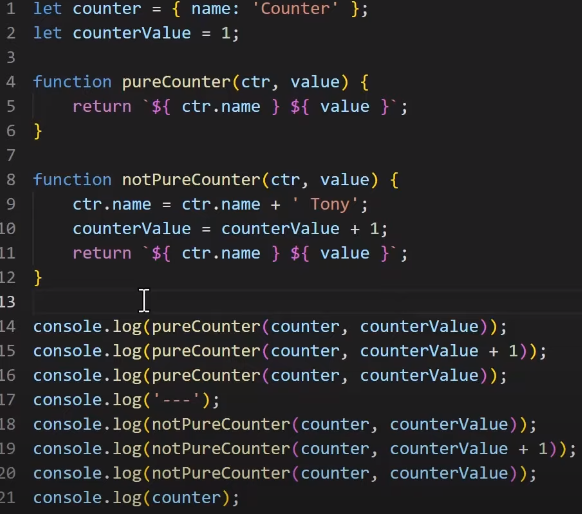 1 let counter = { name: 'Counter' };
2 let counterValue = 1;
3
4 function pureCounter(ctr, value) {
5     return `${ ctr.name } ${ value }`;
6 }
7
8 function notPureCounter(ctr, value) {
9     ctr.name = ctr.name + ' Tony';
10     counterValue = counterValue + 1;
11     return `${ ctr.name } ${ value }`;
12 }
13
14 console.log(pureCounter(counter, counterValue));
15 console.log(pureCounter(counter, counterValue + 1));
16 console.log(pureCounter(counter, counterValue));
17 console.log('---');
18 console.log(notPureCounter(counter, counterValue));
19 console.log(notPureCounter(counter, counterValue + 1));
20 console.log(notPureCounter(counter, counterValue));
21 console.log(counter);